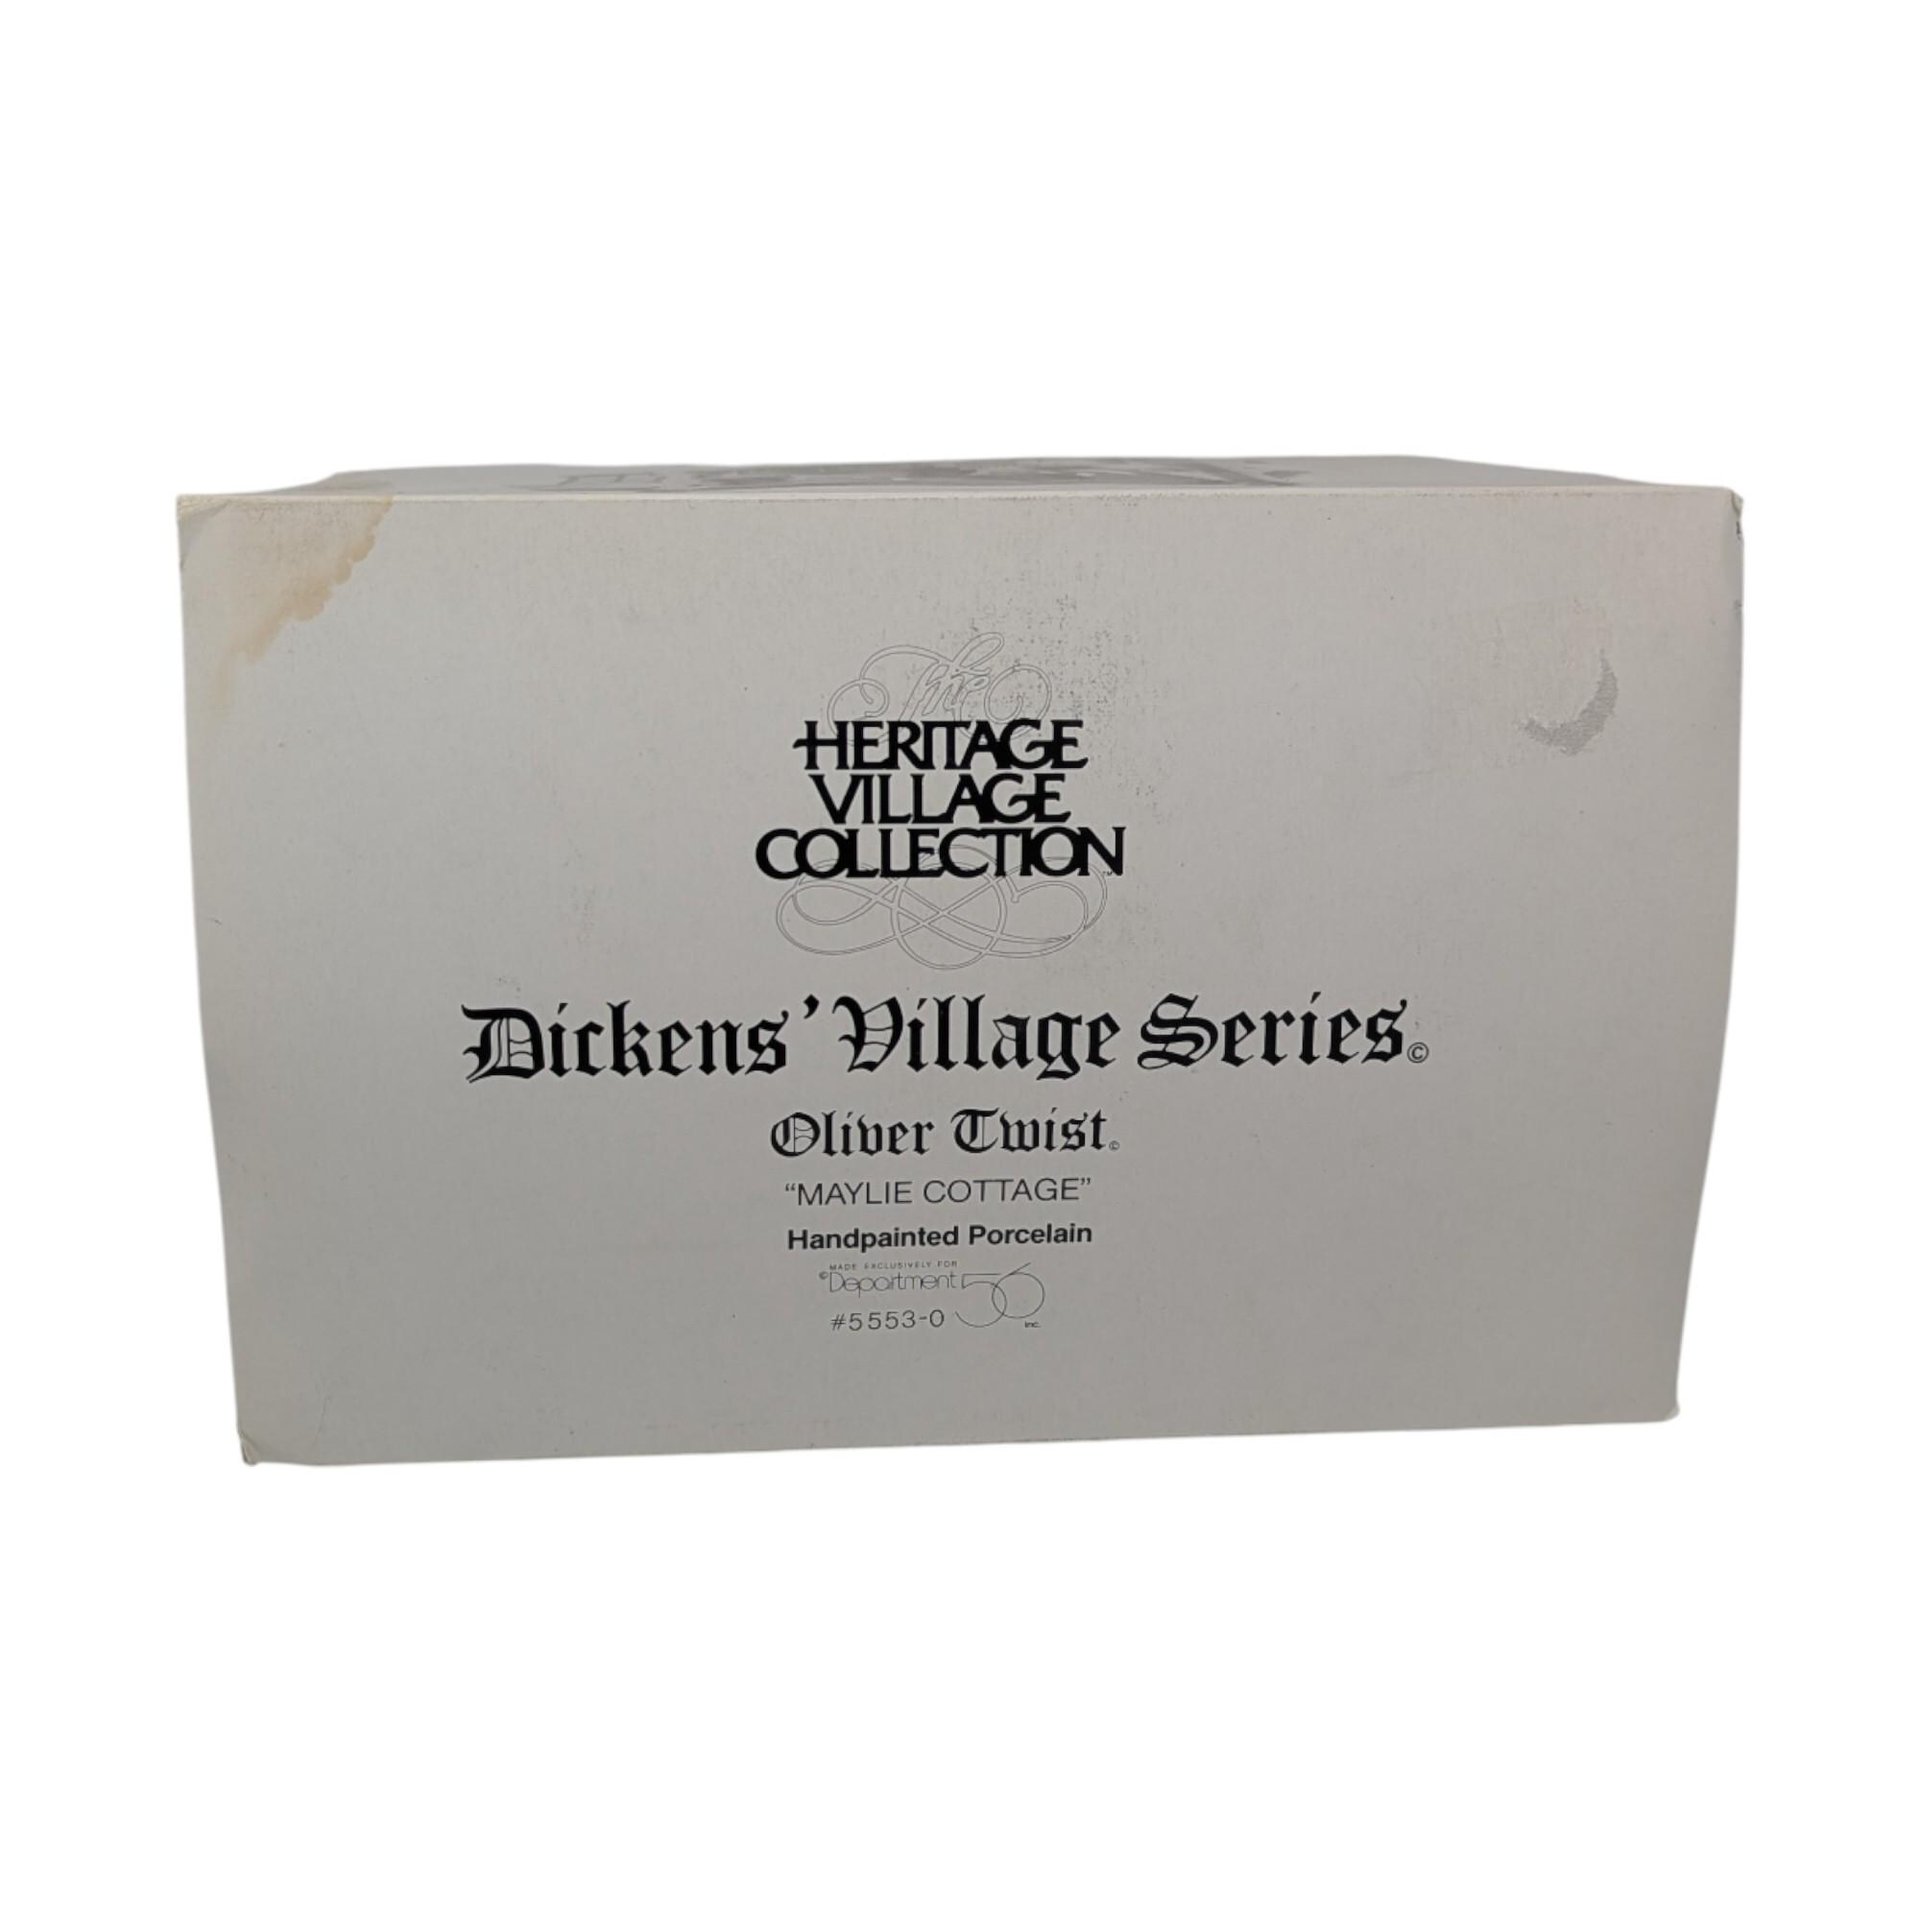 The
HERITAGE
VILLAGE
COLLECTION™
Dickens' Village Series©
Oliver Twist©
"MAYLIE COTTAGE"
Handpainted Porcelain
MADE EXCLUSIVELY FOR
©Department 56 Inc.
#5553-0